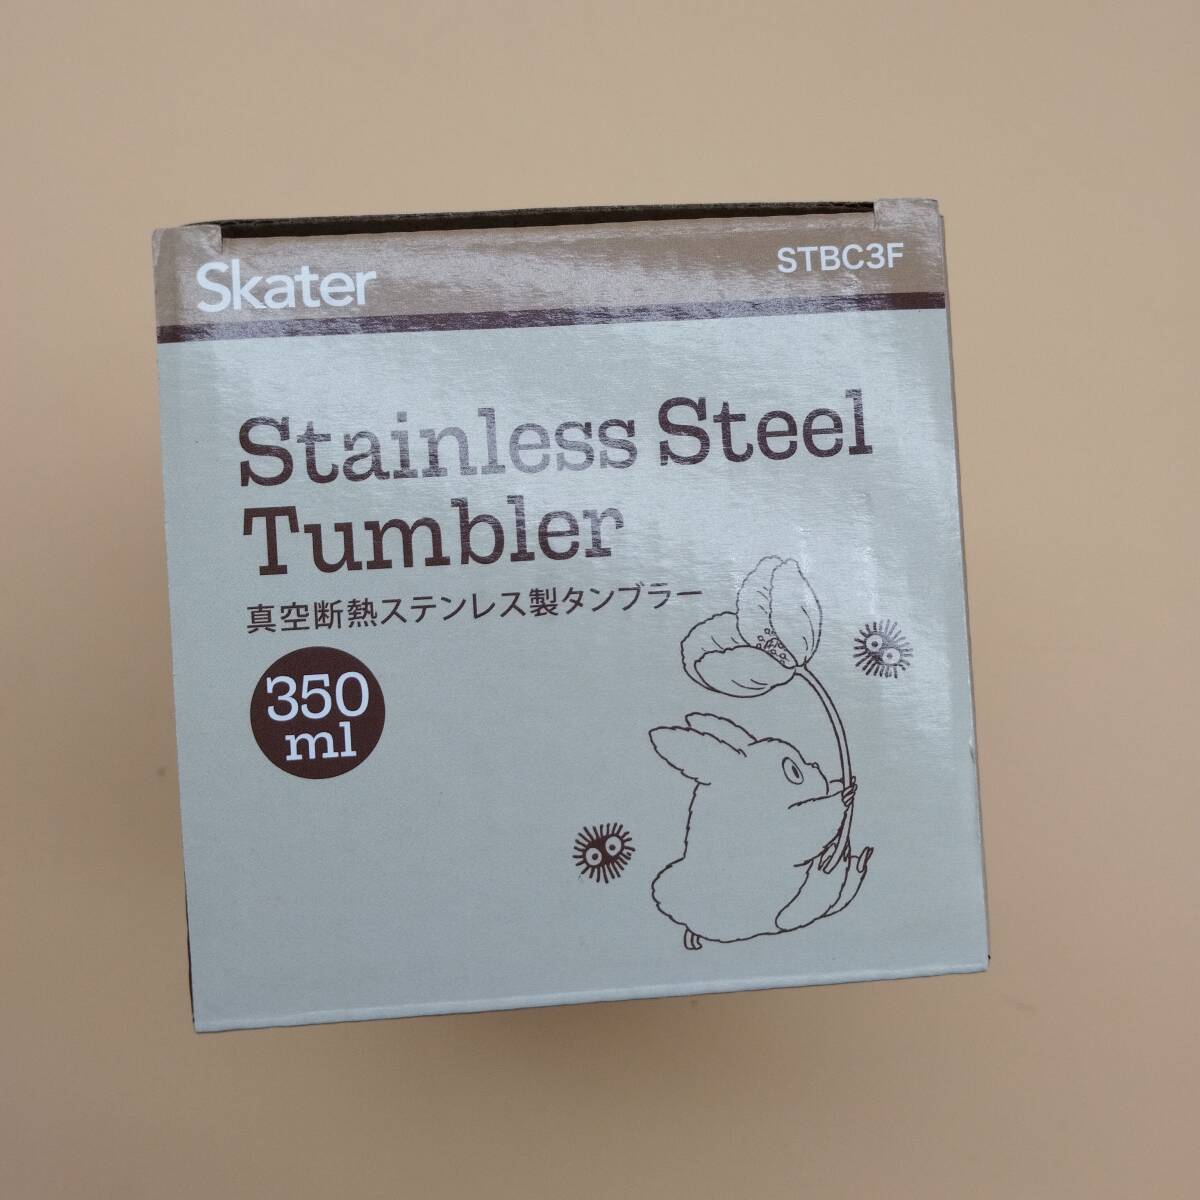 Skater
STBC3F
Stainless Steel
Tumbler
真空断熱ステンレス製タンブラー
350
ml